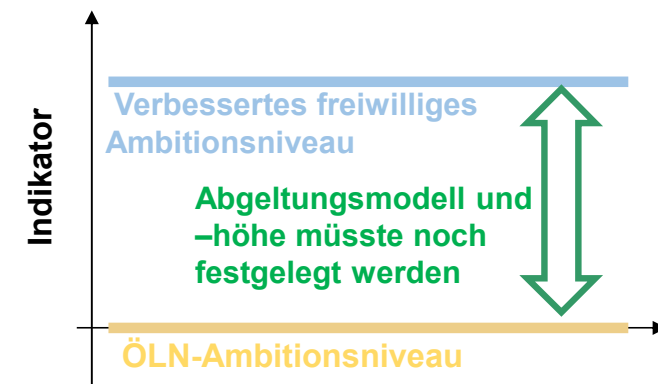 Indikator
Verbessertes freiwilliges
Ambitionsniveau
Abgeltungsmodell und
–höhe müsste noch
festgelegt werden
ÖLN-Ambitionsniveau